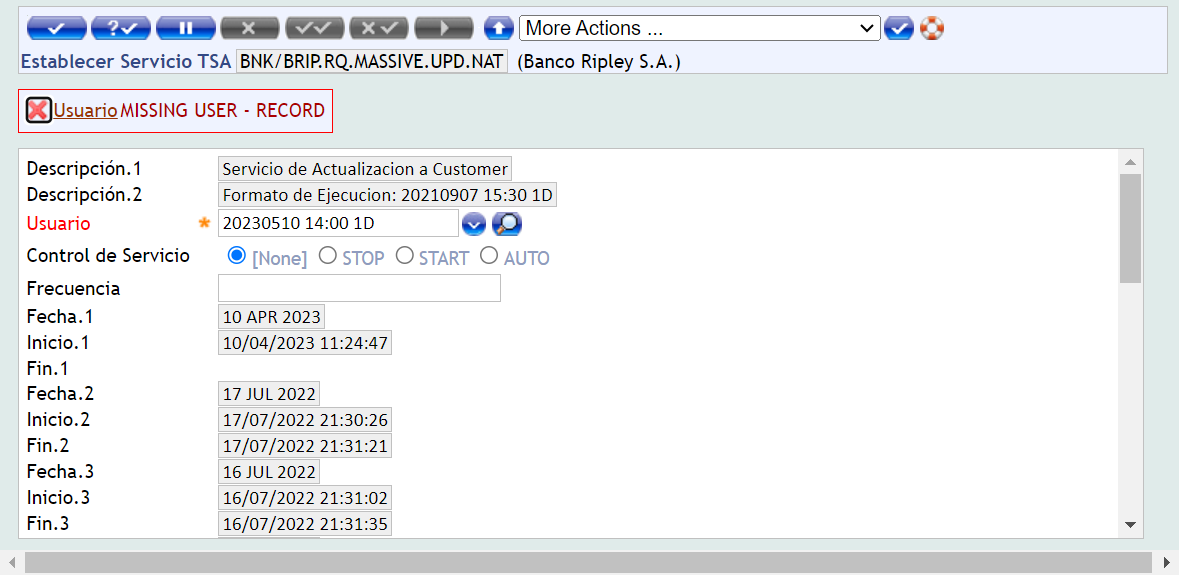 More Actions ...
Establecer Servicio TSA BNK/BRIP.RQ.MASSIVE.UPD.NAT (Banco Ripley S.A.)
Usuario MISSING USER - RECORD
Descripción.1 Servicio de Actualizacion a Customer
Descripción.2 Formato de Ejecucion: 20210907 15:30 1D
Usuario * 20230510 14:00 1D
Control de Servicio [None] STOP START AUTO
Frecuencia
Fecha.1 10 APR 2023
Inicio.1 10/04/2023 11:24:47
Fin.1
Fecha.2 17 JUL 2022
Inicio.2 17/07/2022 21:30:26
Fin.2 17/07/2022 21:31:21
Fecha.3 16 JUL 2022
Inicio.3 16/07/2022 21:31:02
Fin.3 16/07/2022 21:31:35